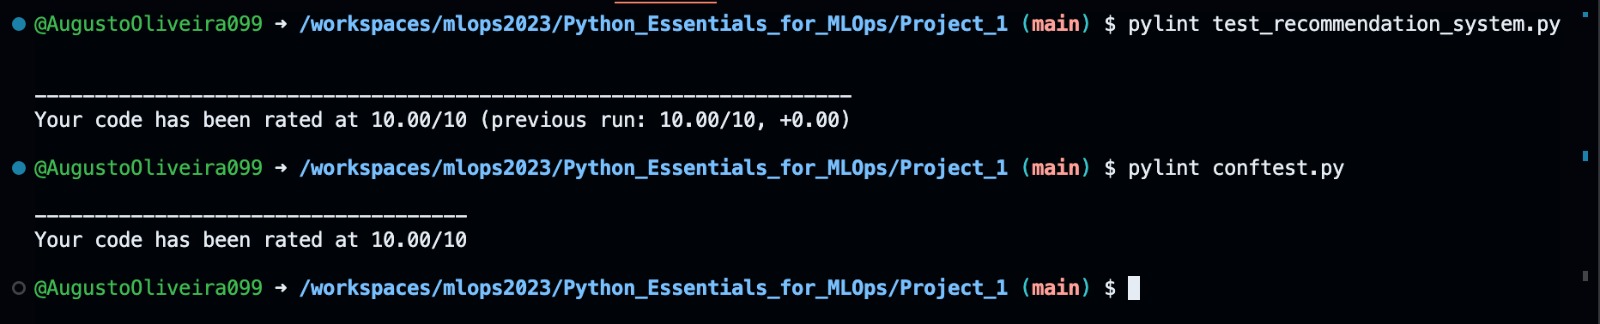 @AugustoOliveira099 → /workspaces/mlops2023/Python_Essentials_for_MLOps/Project_1 (main) $ pylint test_recommendation_system.py
--------------------------------------------------------------------
Your code has been rated at 10.00/10 (previous run: 10.00/10, +0.00)
@AugustoOliveira099 → /workspaces/mlops2023/Python_Essentials_for_MLOps/Project_1 (main) $ pylint conftest.py
------------------------------------
Your code has been rated at 10.00/10
@AugustoOliveira099 → /workspaces/mlops2023/Python_Essentials_for_MLOps/Project_1 (main) $